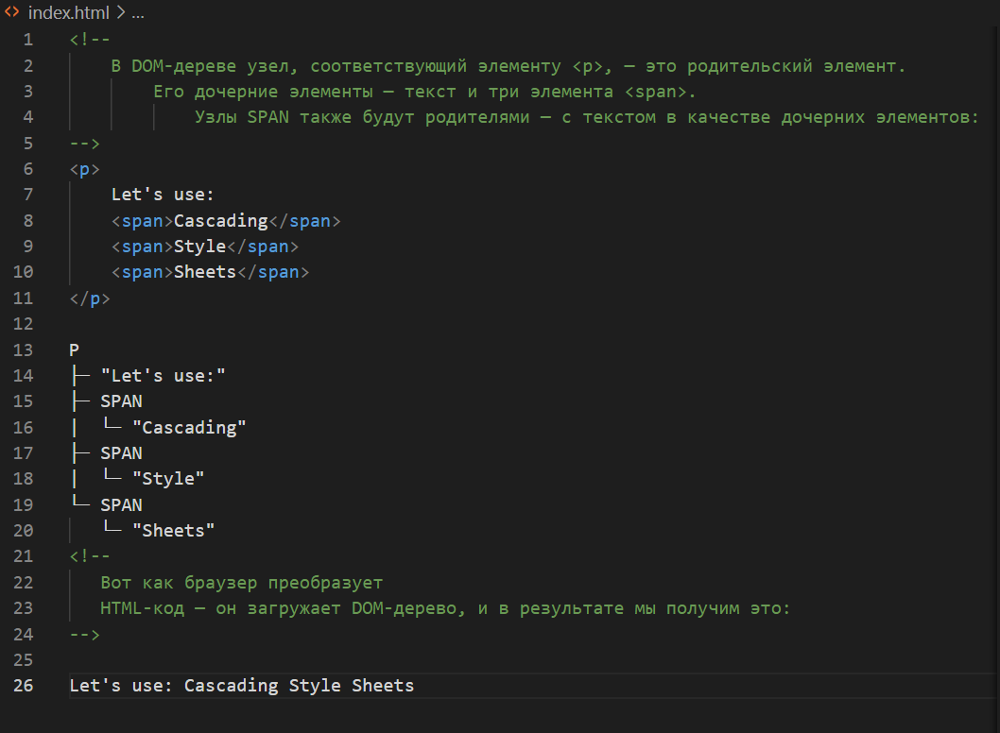 <> index.html > ...
1 <!--
2     В DOM-дереве узел, соответствующий элементу <p>, — это родительский элемент.
3         Его дочерние элементы — текст и три элемента <span>.
4             Узлы SPAN также будут родителями — с текстом в качестве дочерних элементов:
5 -->
6 <p>
7     Let's use:
8     <span>Cascading</span>
9     <span>Style</span>
10     <span>Sheets</span>
11 </p>
12
13 P
14 ├─ "Let's use:"
15 ├─ SPAN
16 |  └─ "Cascading"
17 ├─ SPAN
18 |  └─ "Style"
19 └─ SPAN
20    └─ "Sheets"
21 <!--
22    Вот как браузер преобразует
23    HTML-код — он загружает DOM-дерево, и в результате мы получим это:
24 -->
25
26 Let's use: Cascading Style Sheets